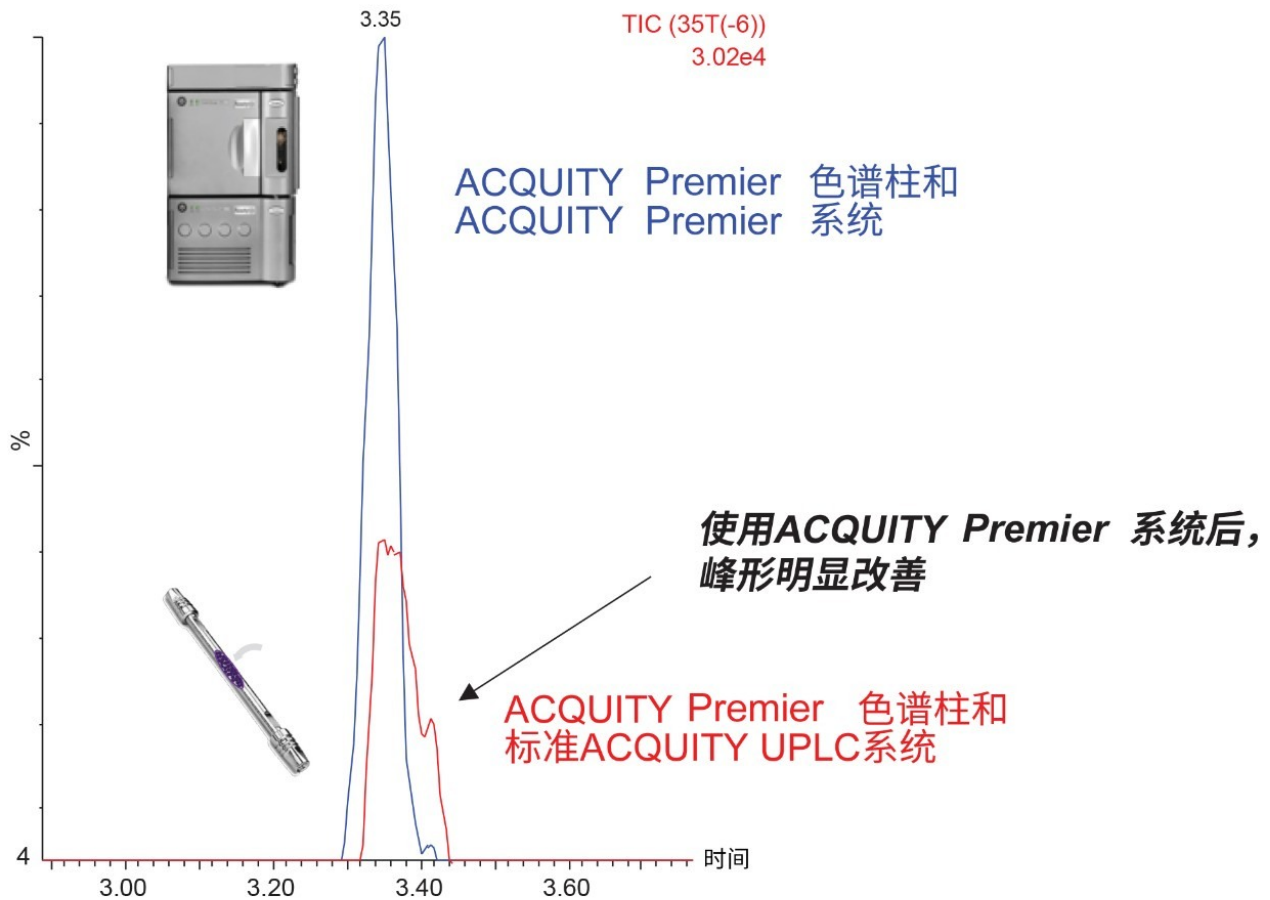 3.35
TIC (35T(-6))
3.02e4
ACQUITY Premier 色谱柱和
ACQUITY Premier 系统
%
使用ACQUITY Premier 系统后，
峰形明显改善
ACQUITY Premier 色谱柱和
标准ACQUITY UPLC系统
4
时间
3.00 3.20 3.40 3.60